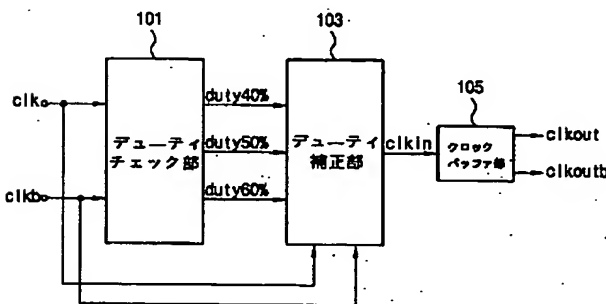 101
103
105
clk
clkb
デューティ
チェック部
duty40%
duty50%
duty60%
デューティ
補正部
clkin
クロック
バッファ部
clkout
clkoutb